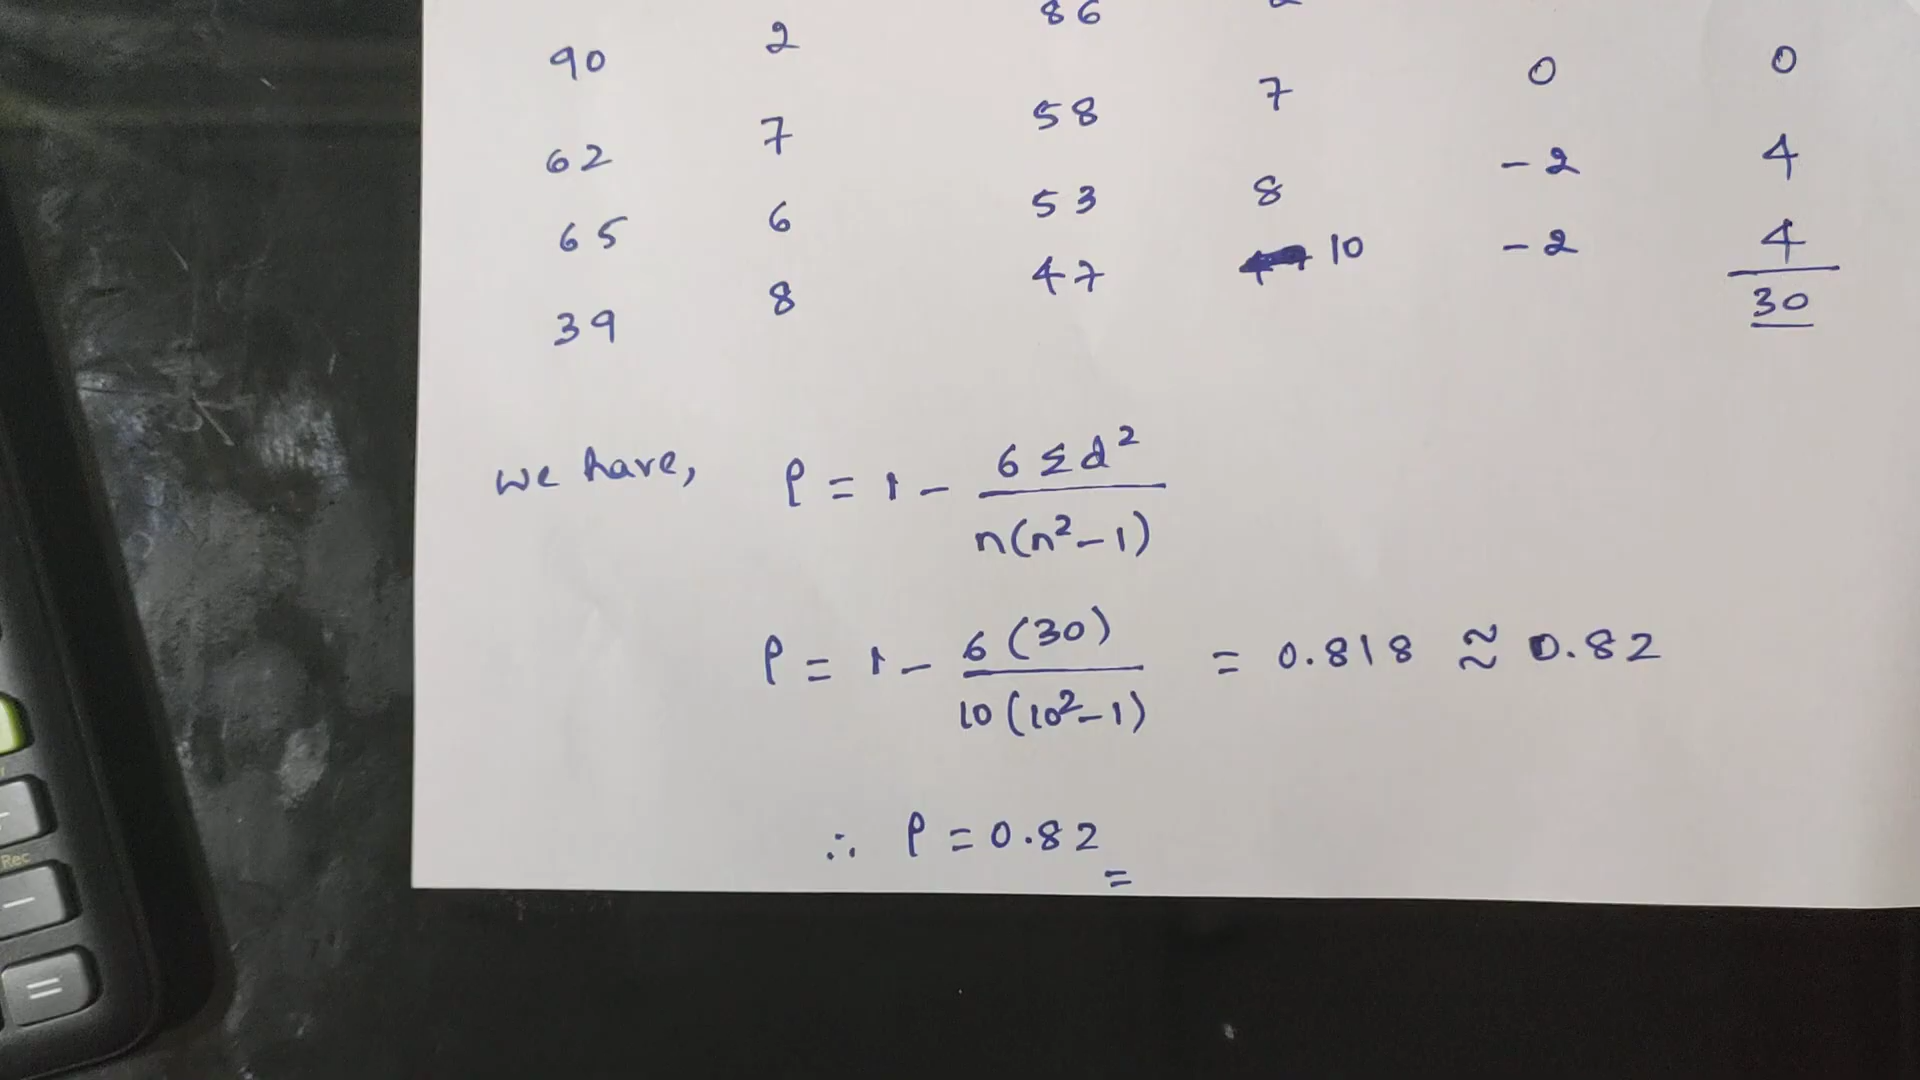 90 2 86 0 0
62 7 58 7 -2 4
65 6 53 8 -2 4
39 8 47 10
30
we have, ρ = 1 - 6 Σd² / n(n²-1)
ρ = 1 - 6(30) / 10(10²-1) = 0.818 ≈ 0.82
∴ ρ = 0.82
Rec
-
=